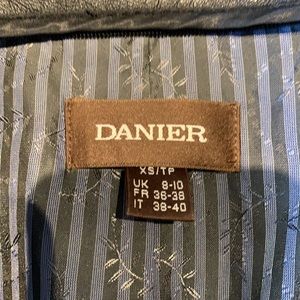 DANIER
XS/TP
UK 8-10
FR 36-38
IT 38-40